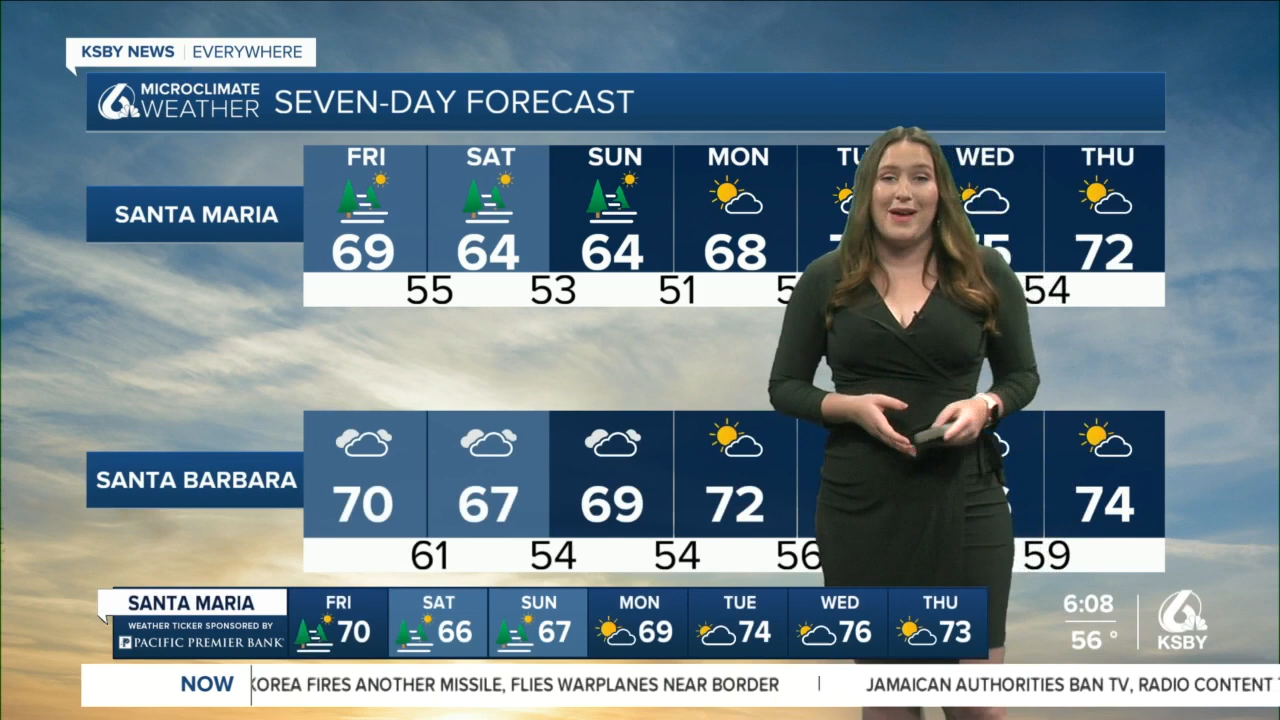 KSBY NEWS | EVERYWHERE
6 MICROCLIMATE WEATHER SEVEN-DAY FORECAST
FRI SAT SUN MON TU WED THU
SANTA MARIA
69 64 64 68 72
55 53 51 54
SANTA BARBARA
70 67 69 72 74
61 54 54 56 59
SANTA MARIA
WEATHER TICKER SPONSORED BY
PACIFIC PREMIER BANK
FRI SAT SUN MON TUE WED THU
70 66 67 69 74 76 73
6:08
56 °
6
KSBY
NOW KOREA FIRES ANOTHER MISSILE, FLIES WARPLANES NEAR BORDER | JAMAICAN AUTHORITIES BAN TV, RADIO CONTENT